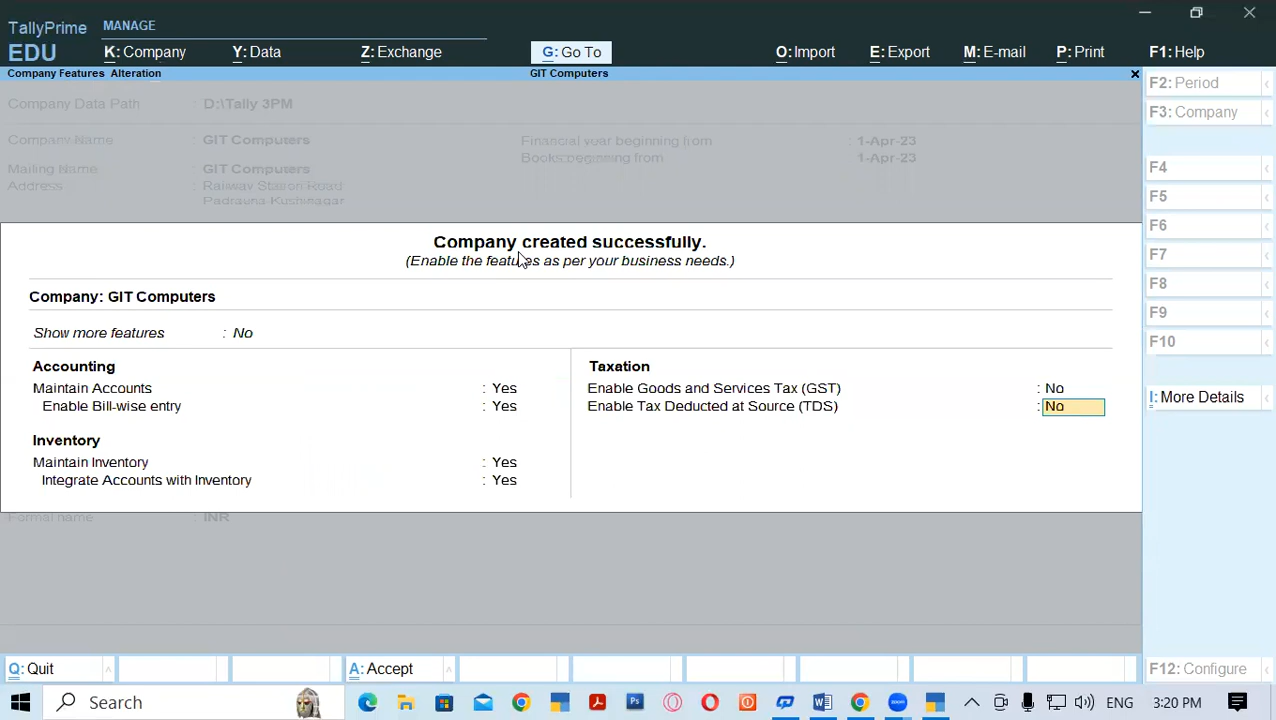 TallyPrime MANAGE
EDU K: Company Y: Data Z: Exchange G: Go To O: Import E: Export M: E-mail P: Print F1: Help
Company Features Alteration GIT Computers ×
F2: Period ‹
Company Data Path : D:\Tally 3PM
F3: Company ‹
Company Name : GIT Computers Financial year beginning from : 1-Apr-23
Books beginning from : 1-Apr-23
Mailing Name : GIT Computers
Address : Railway Station Road
Padrauna Kushinagar
F4 ‹
F5 ‹
F6 ‹
F7 ‹
F8 ‹
F9 ‹
F10 ‹
Company created successfully.
(Enable the features as per your business needs.)
Company: GIT Computers
Show more features : No
Accounting Taxation
Maintain Accounts : Yes Enable Goods and Services Tax (GST) : No
Enable Bill-wise entry : Yes Enable Tax Deducted at Source (TDS) : No
I: More Details ‹
Inventory
Maintain Inventory : Yes
Integrate Accounts with Inventory : Yes
Formal name : INR
Q: Quit A: Accept F12: Configure ‹
Search ENG 3:20 PM